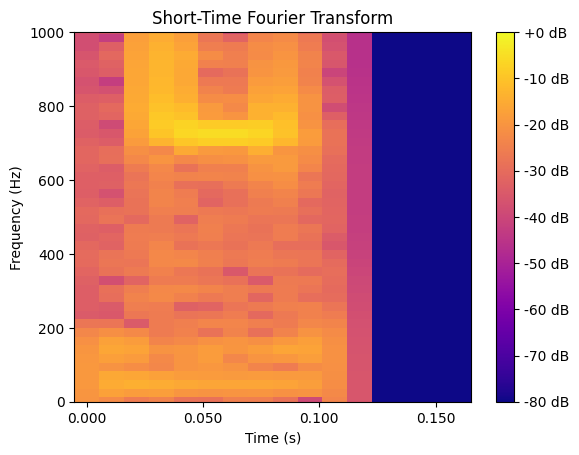 Short-Time Fourier Transform
1000
800
600
400
200
0
Frequency (Hz)
0.000
0.050
0.100
0.150
Time (s)
+0 dB
-10 dB
-20 dB
-30 dB
-40 dB
-50 dB
-60 dB
-70 dB
-80 dB